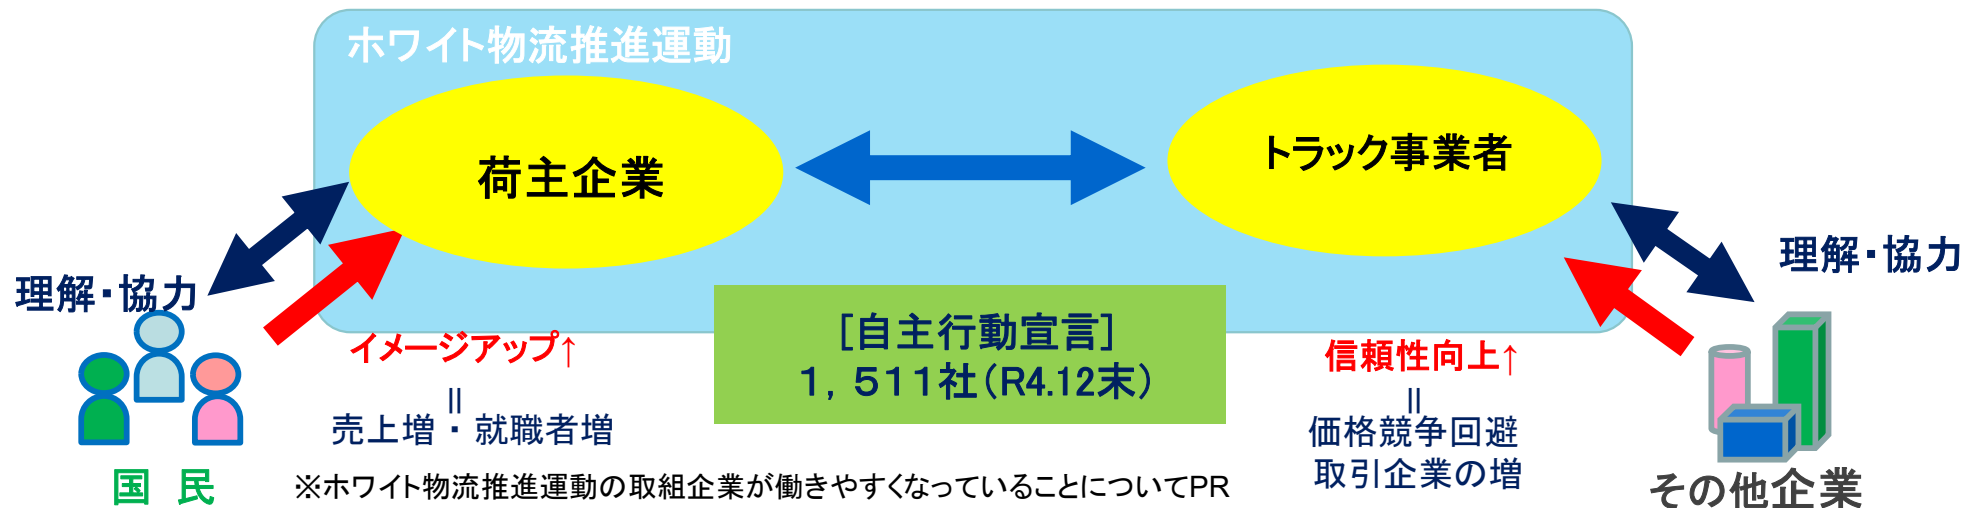 ホワイト物流推進運動
荷主企業
トラック事業者
理解・協力
理解・協力
[自主行動宣言]
１，５１１社（R4.12末）
イメージアップ↑
||
売上増・就職者増
信頼性向上↑
||
価格競争回避
取引企業の増
国　民
※ホワイト物流推進運動の取組企業が働きやすくなっていることについてPR
その他企業